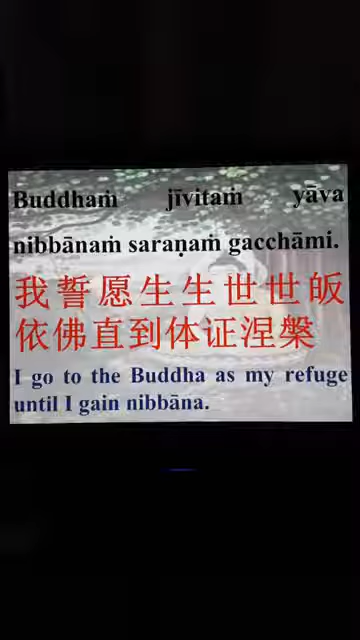 Buddhaṁ jīvitaṁ yāva
nibbānaṁ saraṇaṁ gacchāmi.
我誓愿生生世世皈
依佛直到体证涅槃
I go to the Buddha as my refuge
until I gain nibbāna.